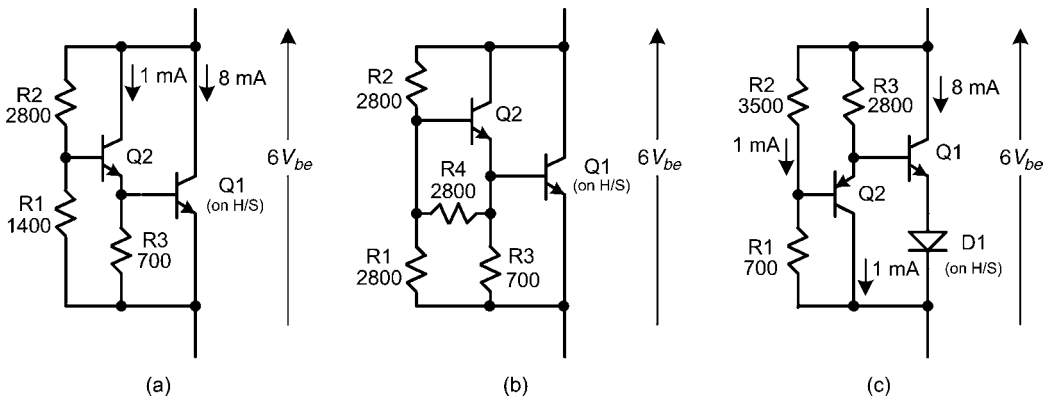 R2
2800
1 mA
8 mA
Q2
R1
1400
R3
700
Q1
(on H/S)
6Vbe
(a)
R2
2800
Q2
R4
2800
R1
2800
R3
700
Q1
(on H/S)
6Vbe
(b)
R2
3500
R3
2800
8 mA
1 mA
Q1
Q2
R1
700
1 mA
D1
(on H/S)
6Vbe
(c)